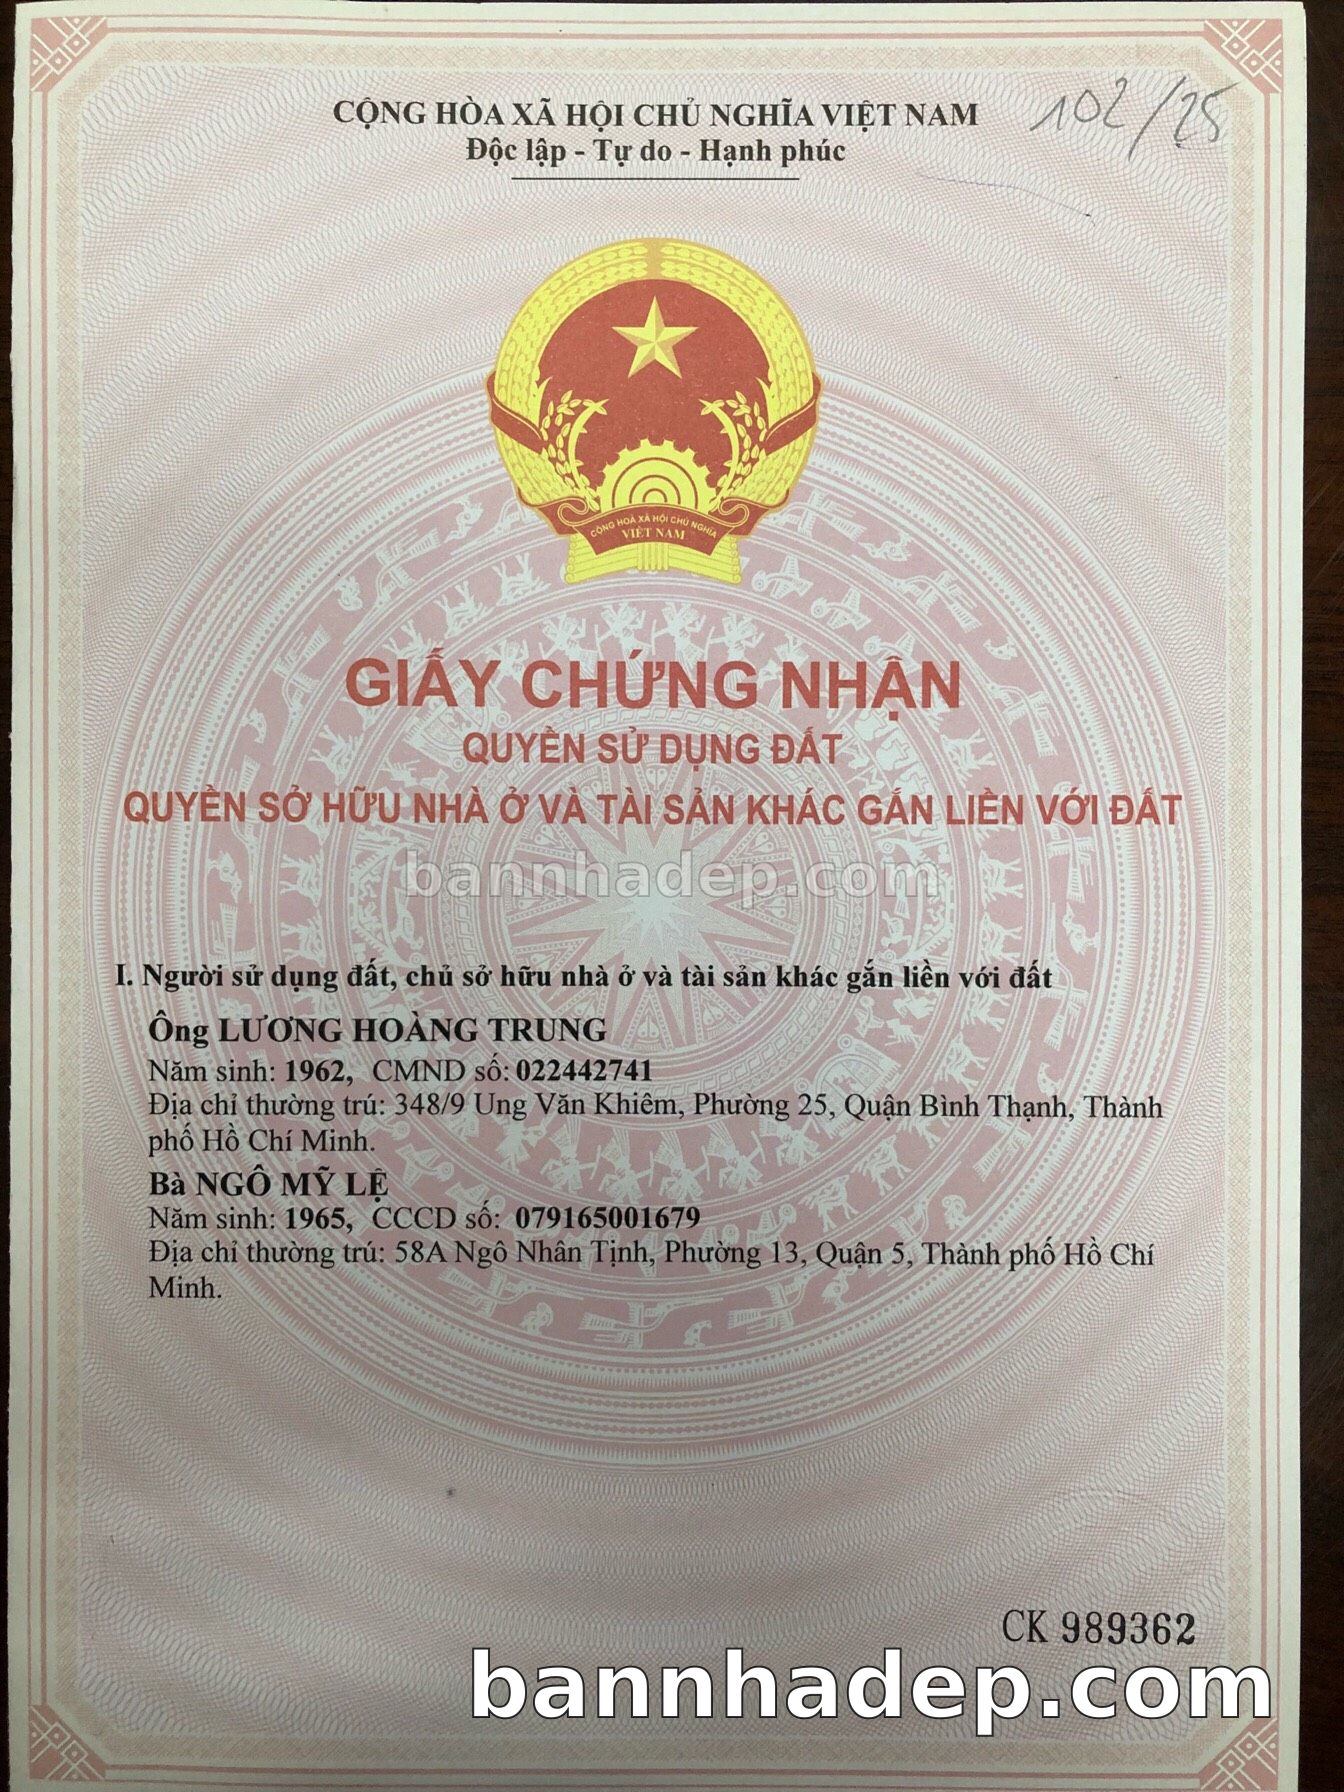 CỘNG HÒA XÃ HỘI CHỦ NGHĨA VIỆT NAM
102/25
Độc lập - Tự do - Hạnh phúc
CỘNG HOÀ XÃ HỘI CHỦ NGHĨA
VIỆT NAM
GIẤY CHỨNG NHẬN
QUYỀN SỬ DỤNG ĐẤT
QUYỀN SỞ HỮU NHÀ Ở VÀ TÀI SẢN KHÁC GẮN LIỀN VỚI ĐẤT
bannhadep.com
I. Người sử dụng đất, chủ sở hữu nhà ở và tài sản khác gắn liền với đất
Ông LƯƠNG HOÀNG TRUNG
Năm sinh: 1962, CMND số: 022442741
Địa chỉ thường trú: 348/9 Ung Văn Khiêm, Phường 25, Quận Bình Thạnh, Thành
phố Hồ Chí Minh.
Bà NGÔ MỸ LỆ
Năm sinh: 1965, CCCD số: 079165001679
Địa chỉ thường trú: 58A Ngô Nhân Tịnh, Phường 13, Quận 5, Thành phố Hồ Chí
Minh.
CK 989362
bannhadep.com